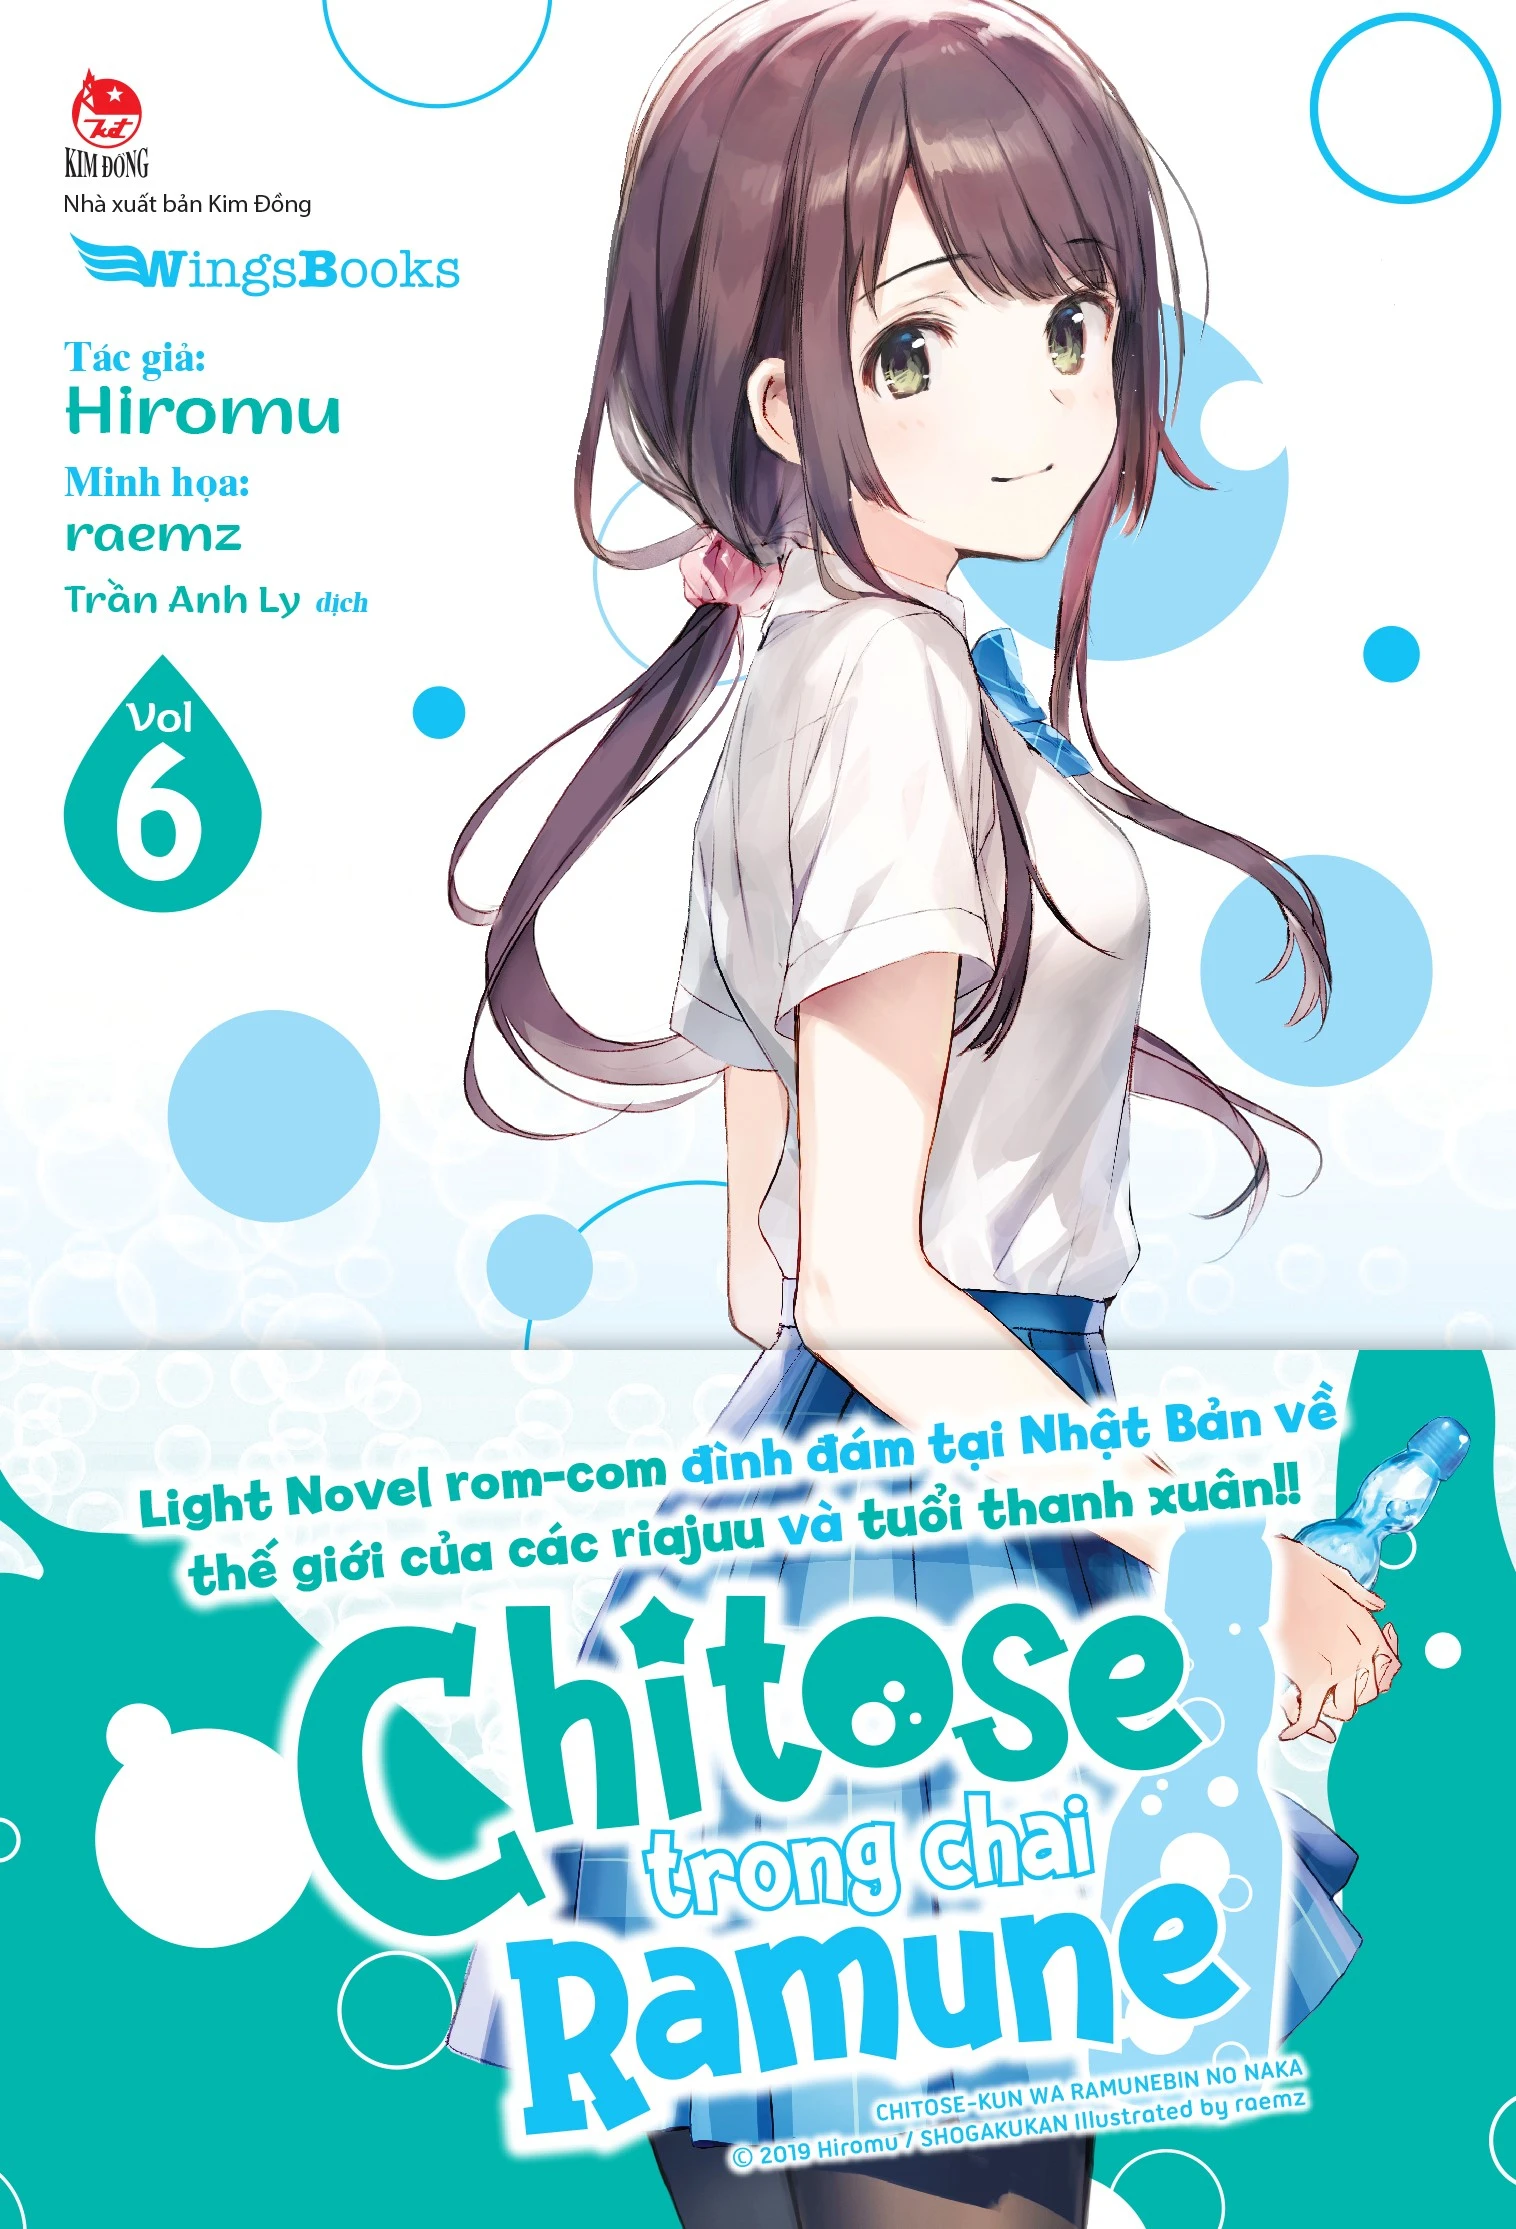 kđ
KIM ĐỒNG
Nhà xuất bản Kim Đồng
WingsBooks
Tác giả:
Hiromu
Minh họa:
raemz
Trần Anh Ly dịch
Vol
6
Light Novel rom-com đình đám tại Nhật Bản về
thế giới của các riajuu và tuổi thanh xuân!!
Chitose
trong chai
Ramune
CHITOSE-KUN WA RAMUNEBIN NO NAKA
© 2019 Hiromu / SHOGAKUKAN Illustrated by raemz